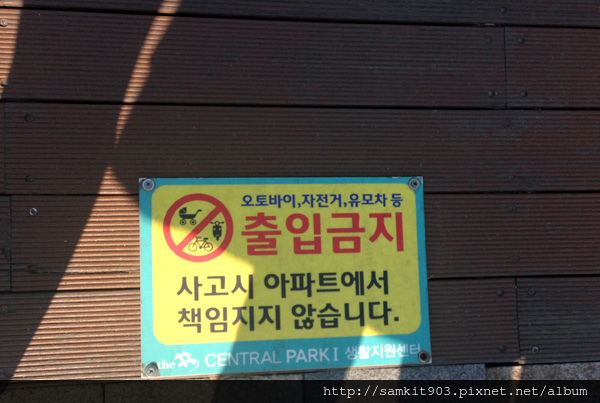 오토바이,자전거,유모차 등
출입금지
사고시 아파트에서
책임지지 않습니다.
the CENTRAL PARK I 생활지원센터
http://samkit903.pixnet.net/album